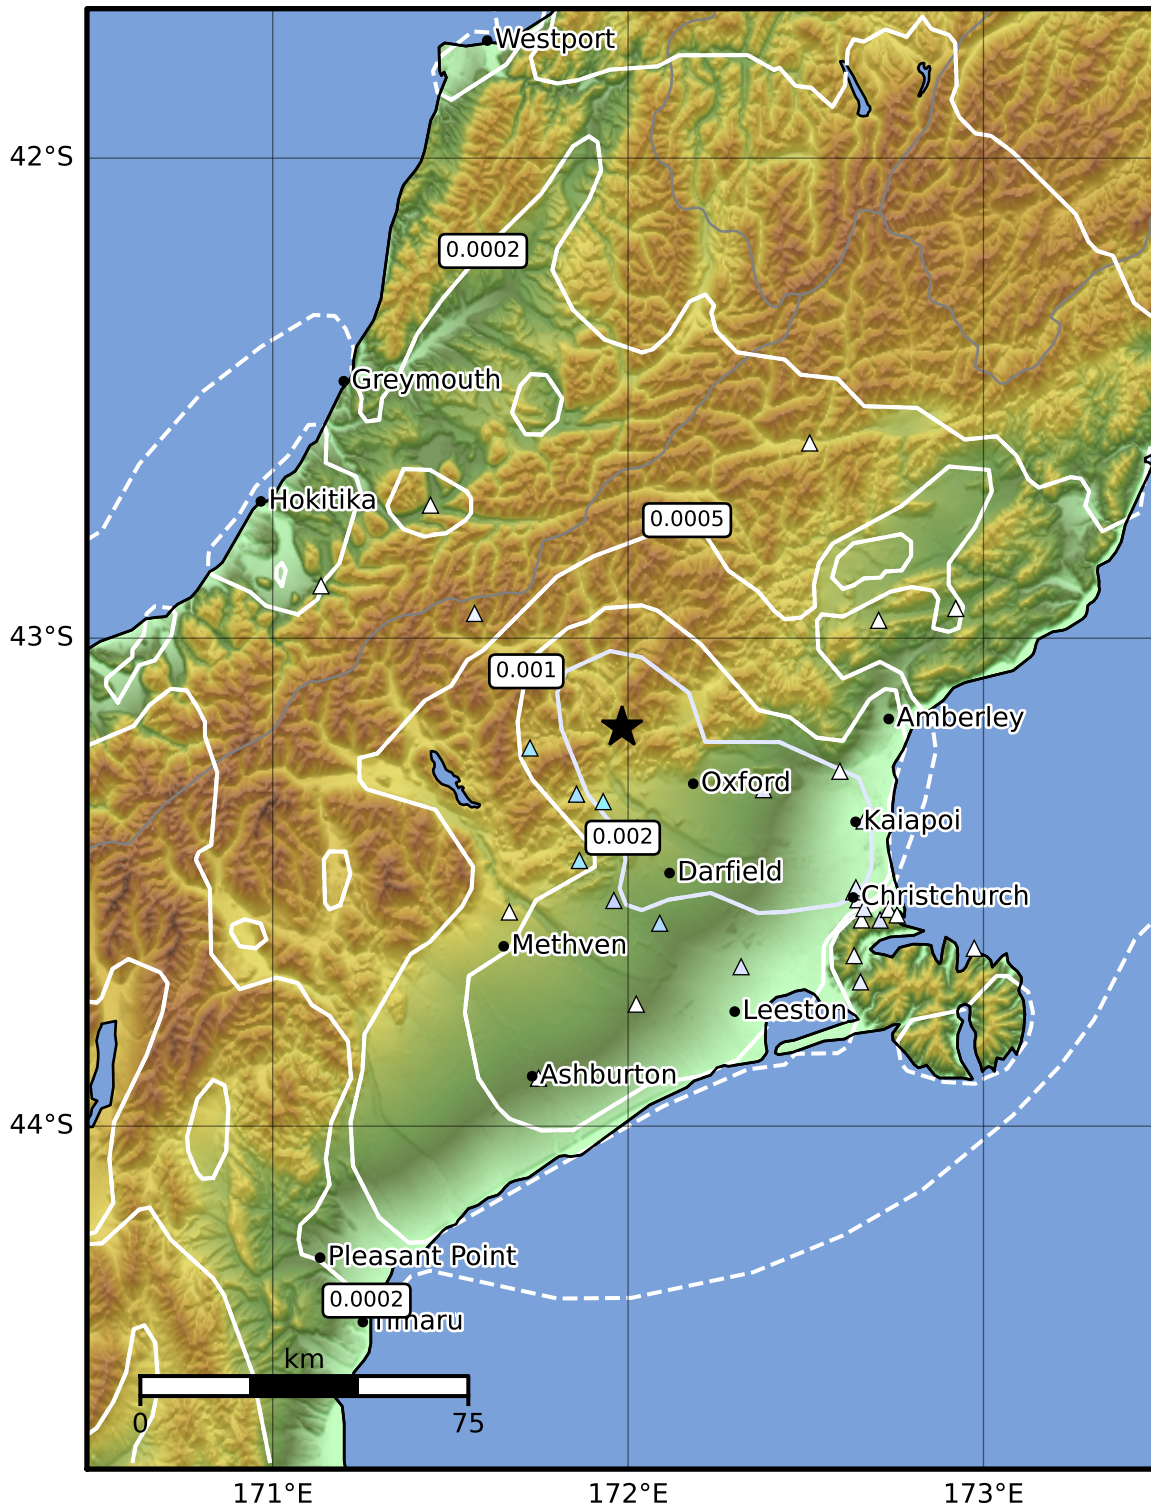 Westport
42°S
0.0002
Greymouth
Hokitika
0.0005
43°S
0.001
Amberley
Oxford
Kaiapoi
0.002
Darfield
Christchurch
Methven
Leeston
Ashburton
44°S
Pleasant Point
0.0002
Timaru
km
0
75
171°E
172°E
173°E